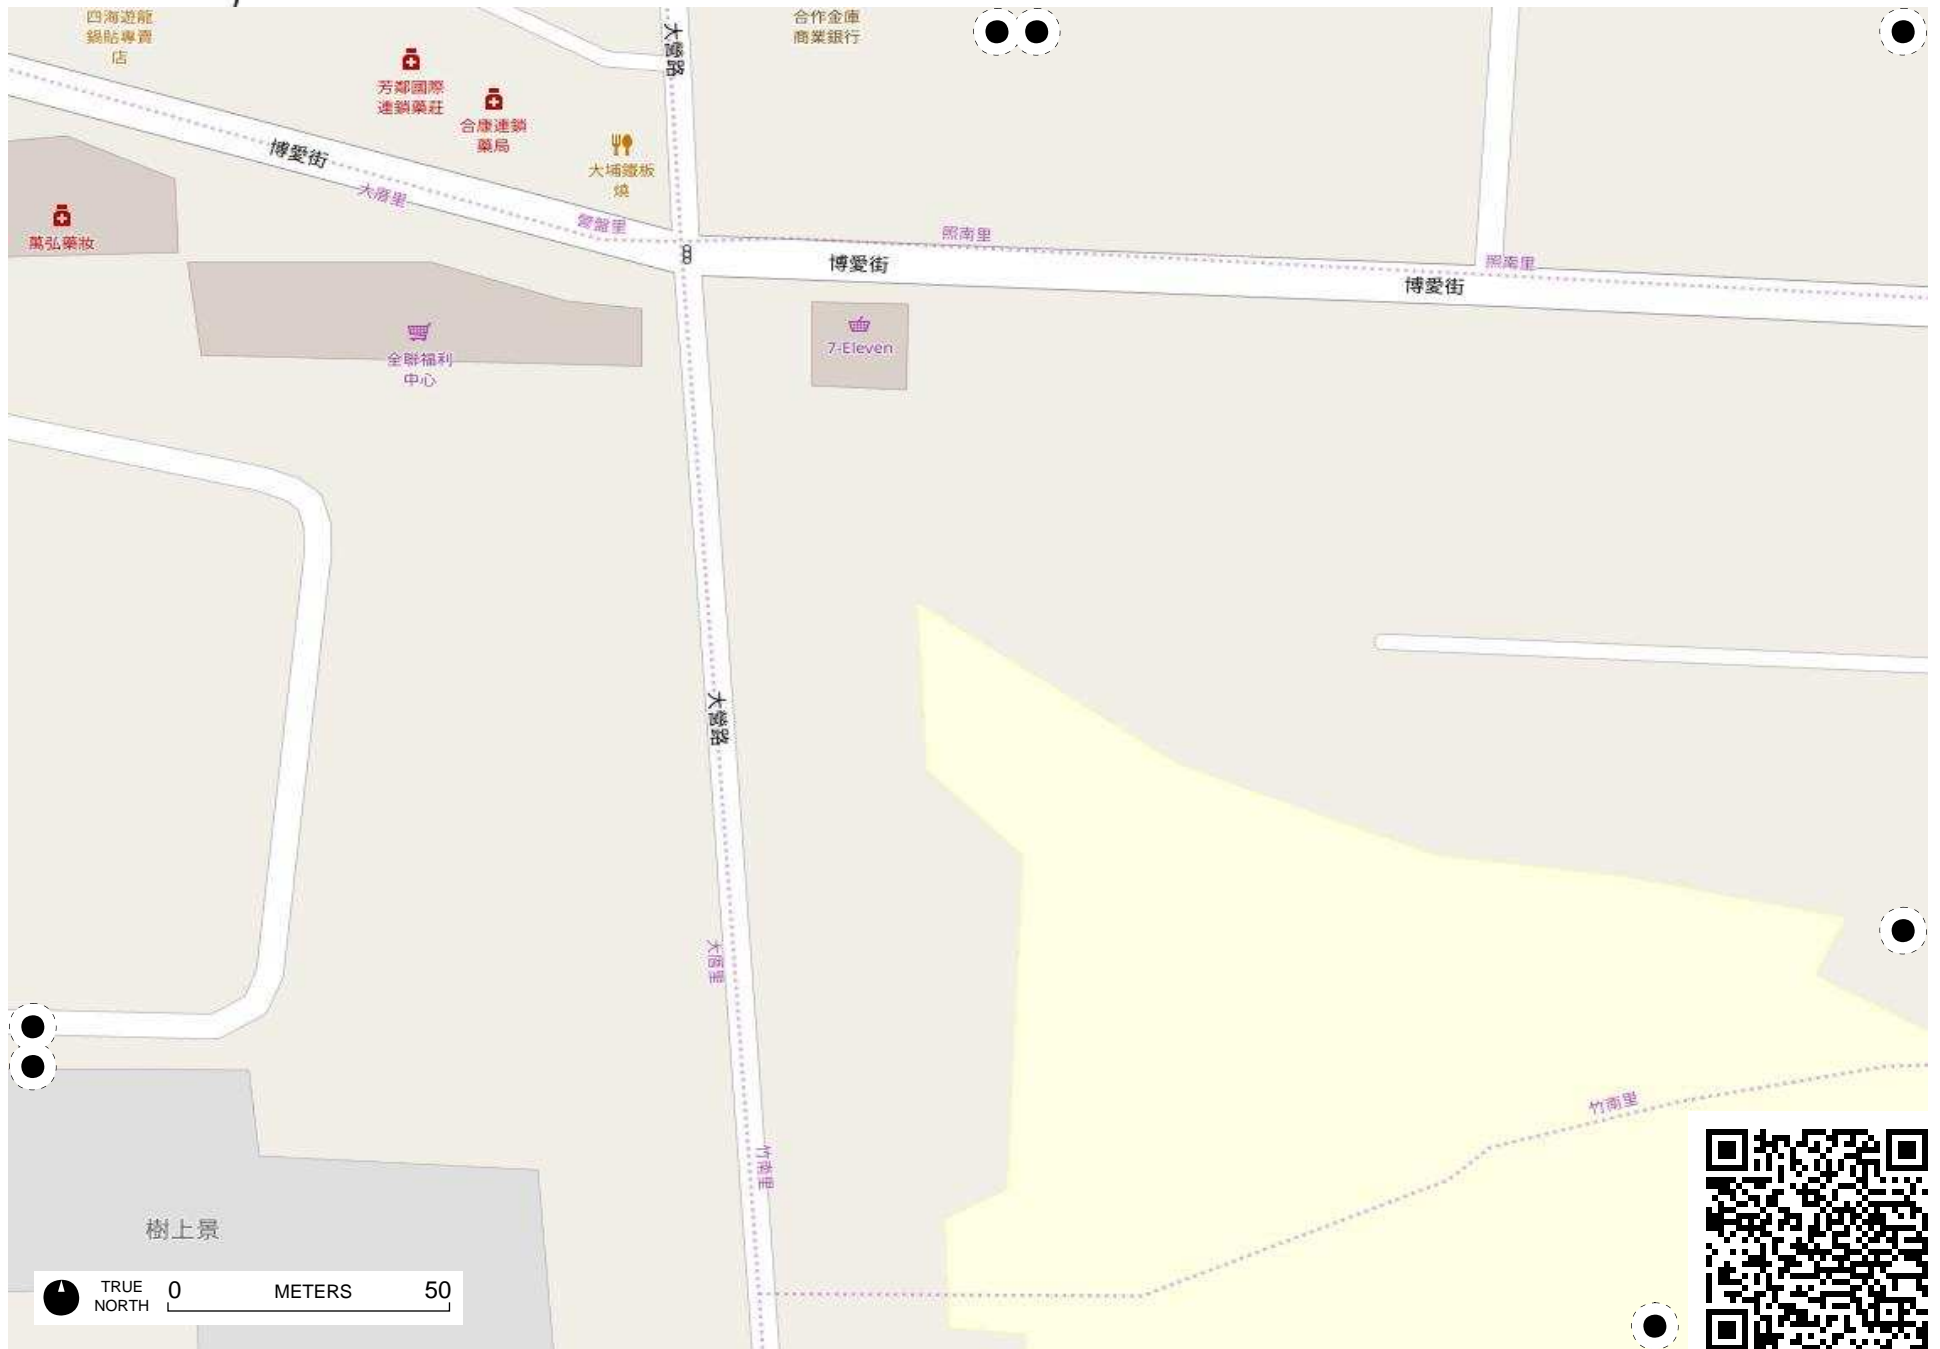 四海遊龍
鍋貼專賣
店
芳鄰國際
連鎖藥莊
合康連鎖
藥局
大埔鐵板
燒
大營路
合作金庫
商業銀行
博愛街
大厝里
營盤里
照南里
照南里
博愛街
博愛街
萬弘藥妝
全聯福利
中心
7-Eleven
大營路
大厝里
竹南里
竹南里
樹上景
TRUE
NORTH
0 METERS 50